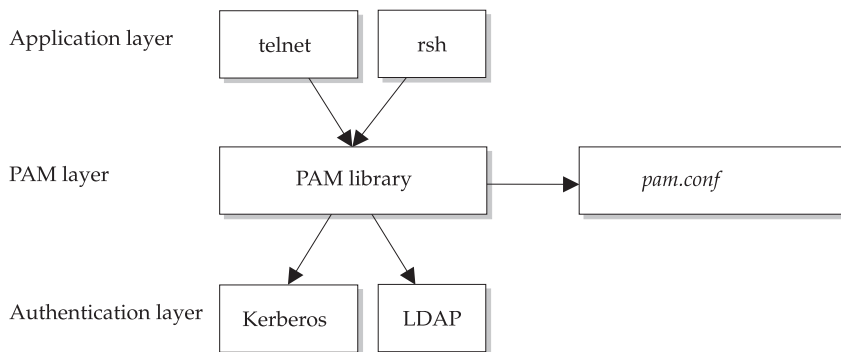 Application layer
telnet
rsh
PAM layer
PAM library
pam.conf
Authentication layer
Kerberos
LDAP